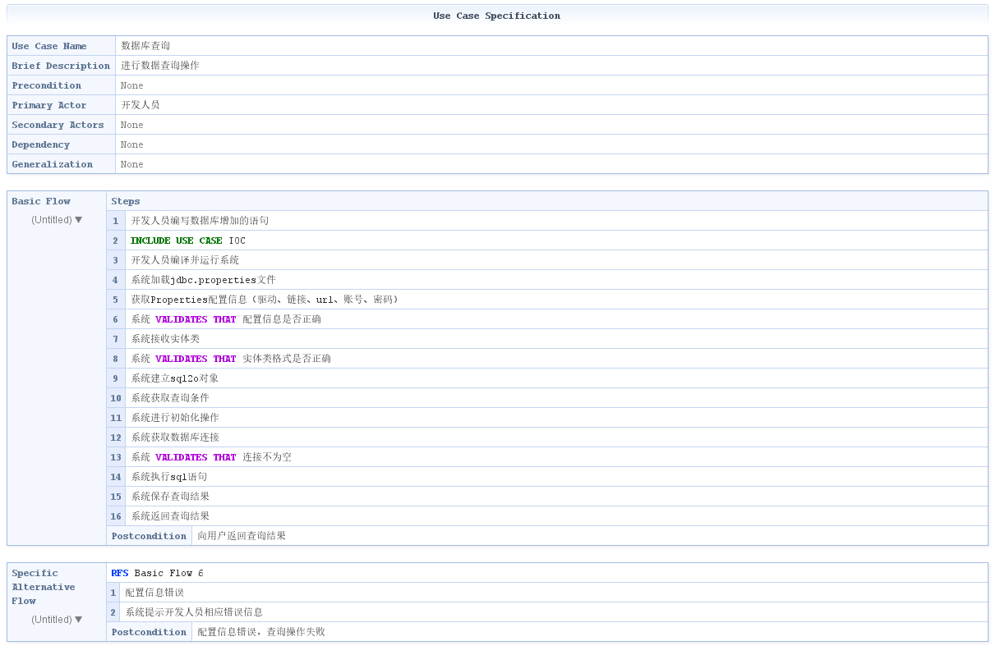 Use Case Specification
Use Case Name 数据库查询
Brief Description 进行数据查询操作
Precondition None
Primary Actor 开发人员
Secondary Actors None
Dependency None
Generalization None
Basic Flow Steps
(Untitled) ▼
1 开发人员编写数据库增加的语句
2 INCLUDE USE CASE IOC
3 开发人员编译并运行系统
4 系统加载jdbc.properties文件
5 获取Properties配置信息（驱动、链接、url、账号、密码）
6 系统 VALIDATES THAT 配置信息是否正确
7 系统接收实体类
8 系统 VALIDATES THAT 实体类格式是否正确
9 系统建立sql2o对象
10 系统获取查询条件
11 系统进行初始化操作
12 系统获取数据库连接
13 系统 VALIDATES THAT 连接不为空
14 系统执行sql语句
15 系统保存查询结果
16 系统返回查询结果
Postcondition 向用户返回查询结果
Specific
Alternative
Flow
(Untitled) ▼
RFS Basic Flow 6
1 配置信息错误
2 系统提示开发人员相应错误信息
Postcondition 配置信息错误，查询操作失败